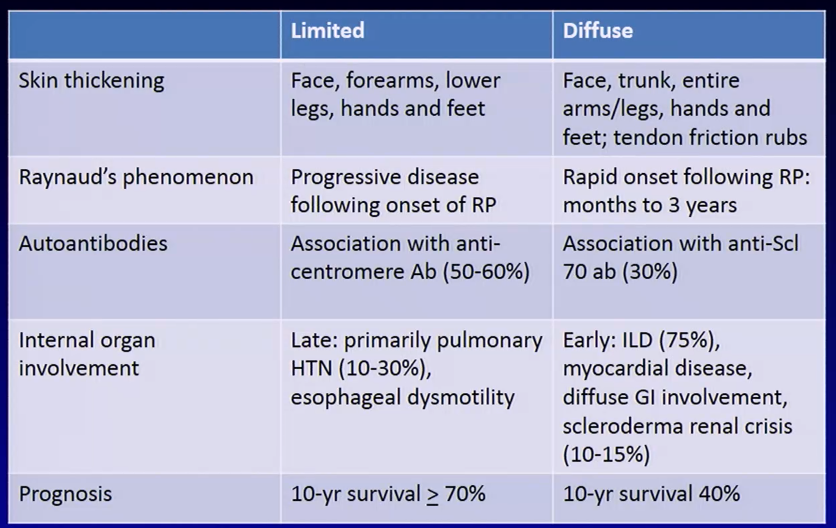 Limited
Diffuse
Skin thickening
Face, forearms, lower
legs, hands and feet
Face, trunk, entire
arms/legs, hands and
feet; tendon friction rubs
Raynaud's phenomenon
Progressive disease
following onset of RP
Rapid onset following RP:
months to 3 years
Autoantibodies
Association with anti-
centromere Ab (50-60%)
Association with anti-Scl
70 ab (30%)
Internal organ
involvement
Late: primarily pulmonary
HTN (10-30%),
esophageal dysmotility
Early: ILD (75%),
myocardial disease,
diffuse GI involvement,
scleroderma renal crisis
(10-15%)
Prognosis
10-yr survival ≥ 70%
10-yr survival 40%